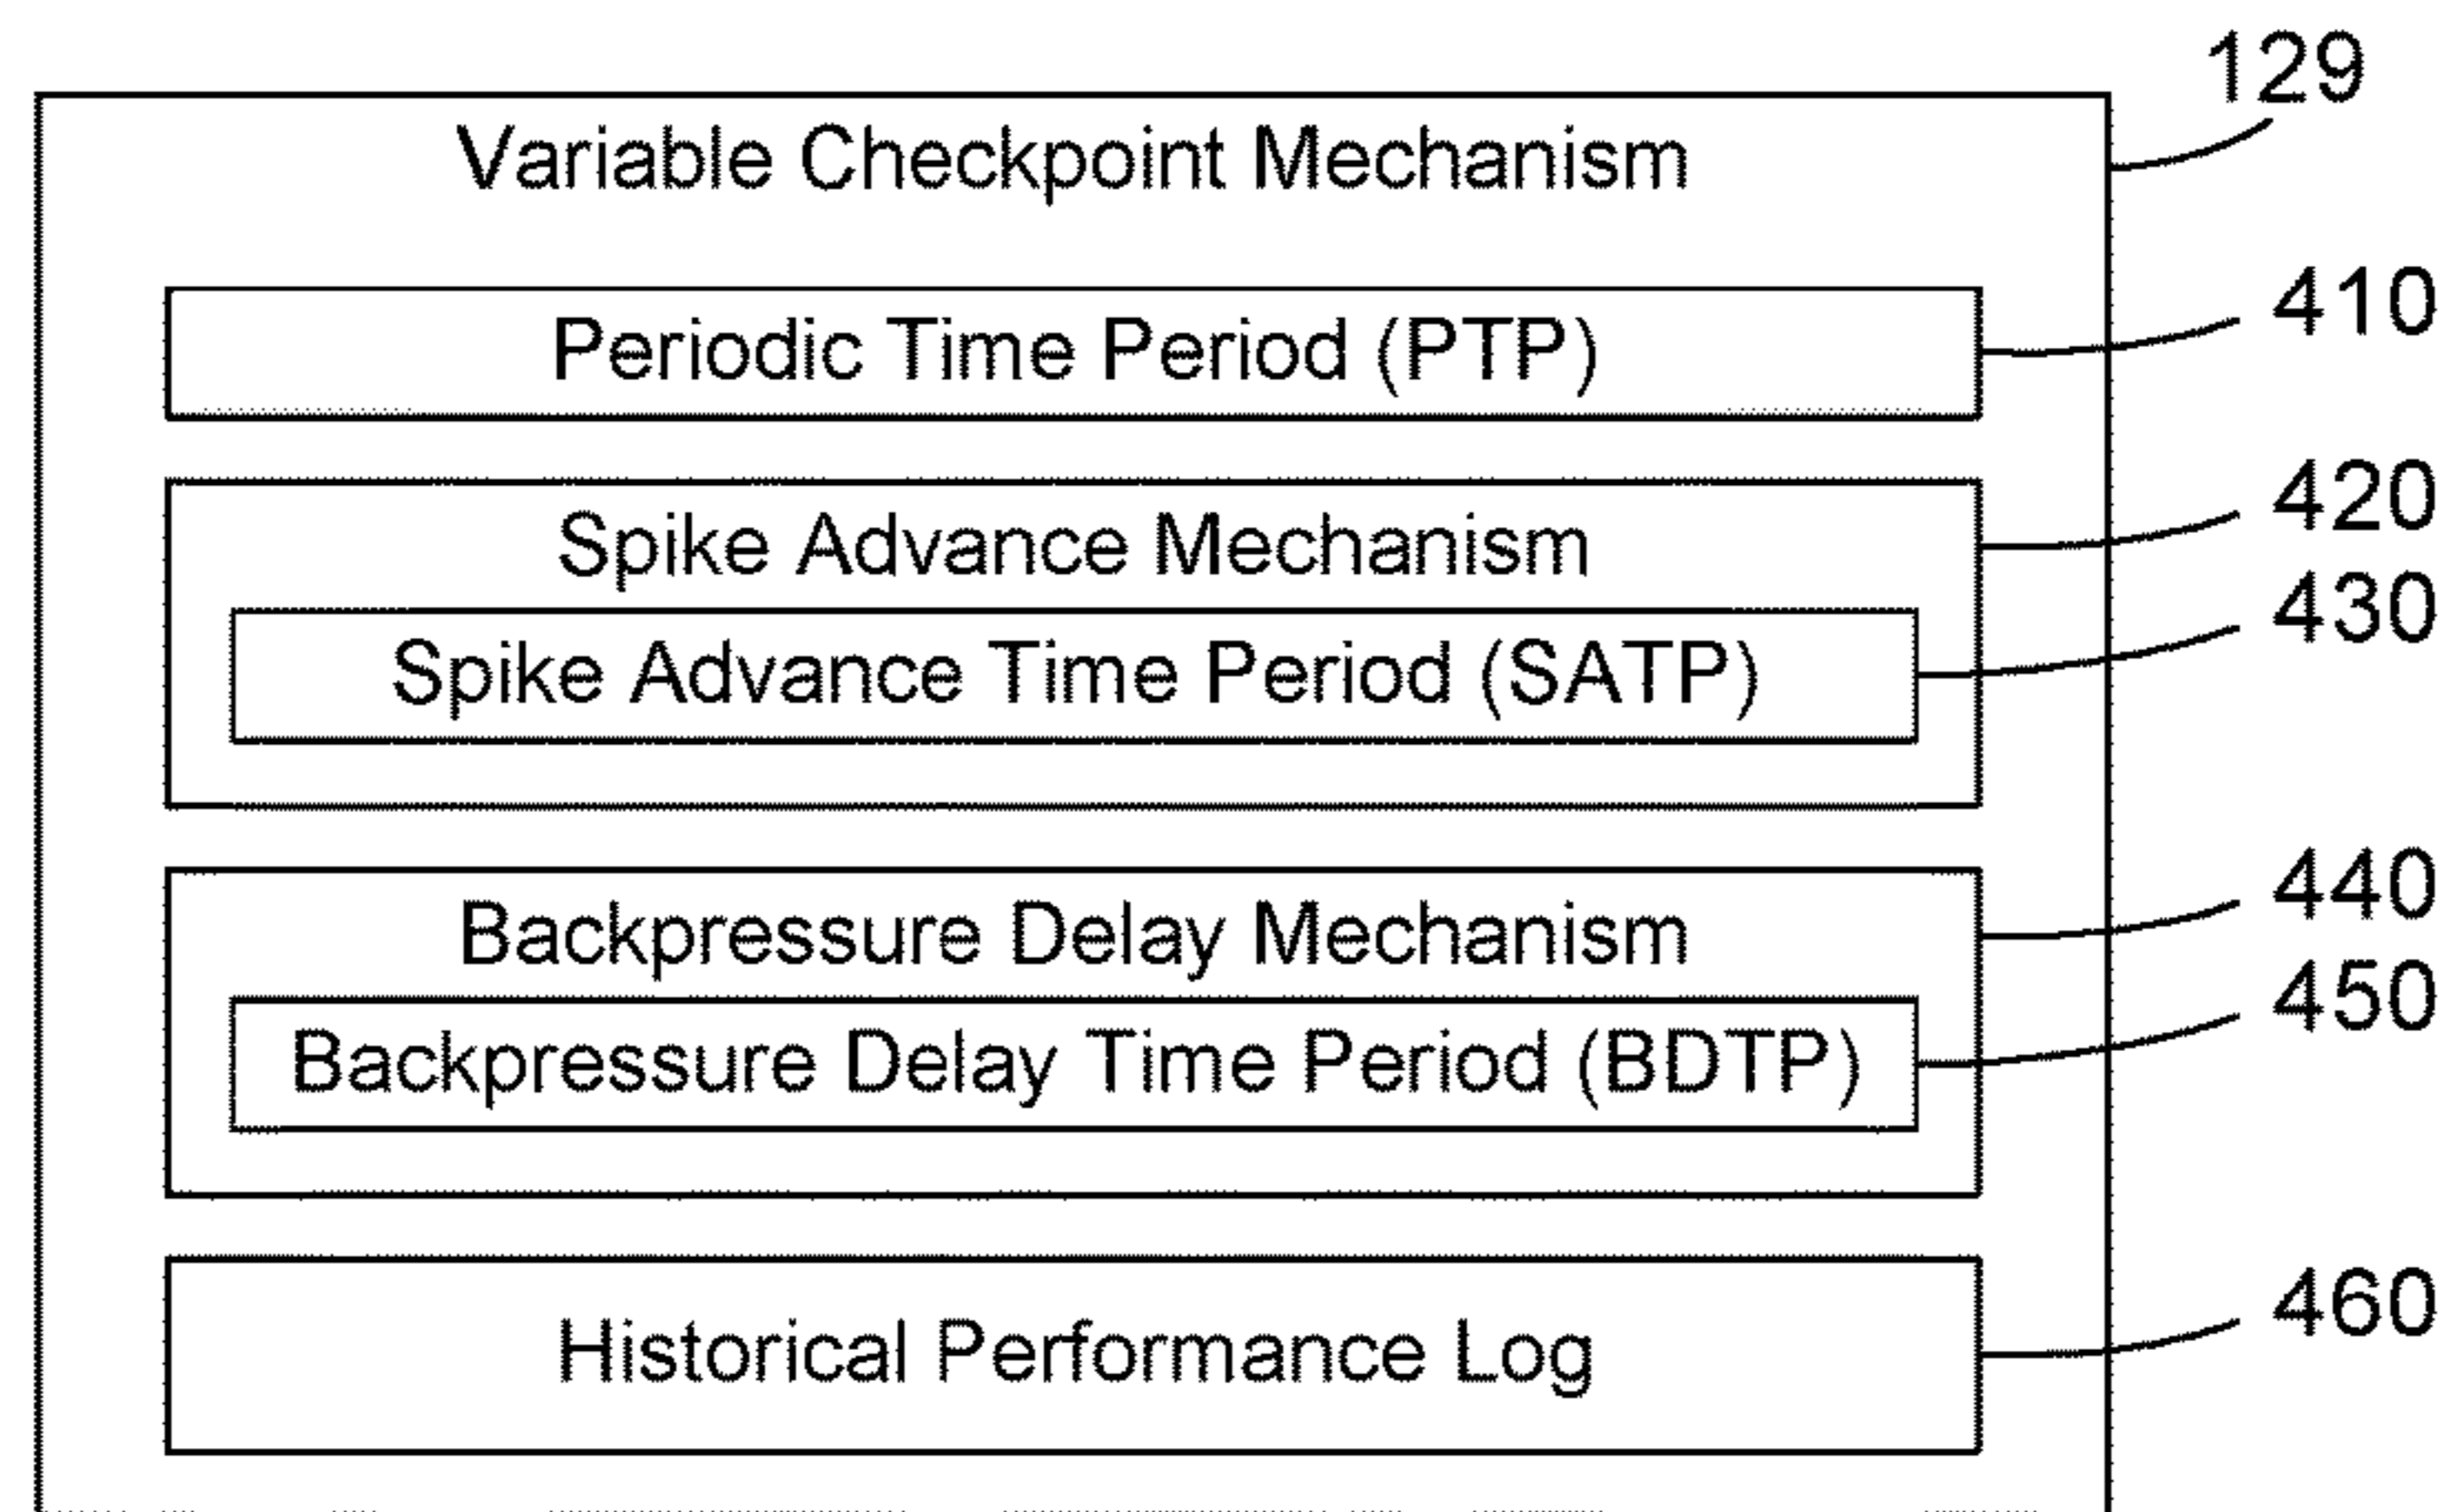 129
Variable Checkpoint Mechanism
Periodic Time Period (PTP)
410
Spike Advance Mechanism
420
Spike Advance Time Period (SATP)
430
Backpressure Delay Mechanism
440
Backpressure Delay Time Period (BDTP)
450
Historical Performance Log
460